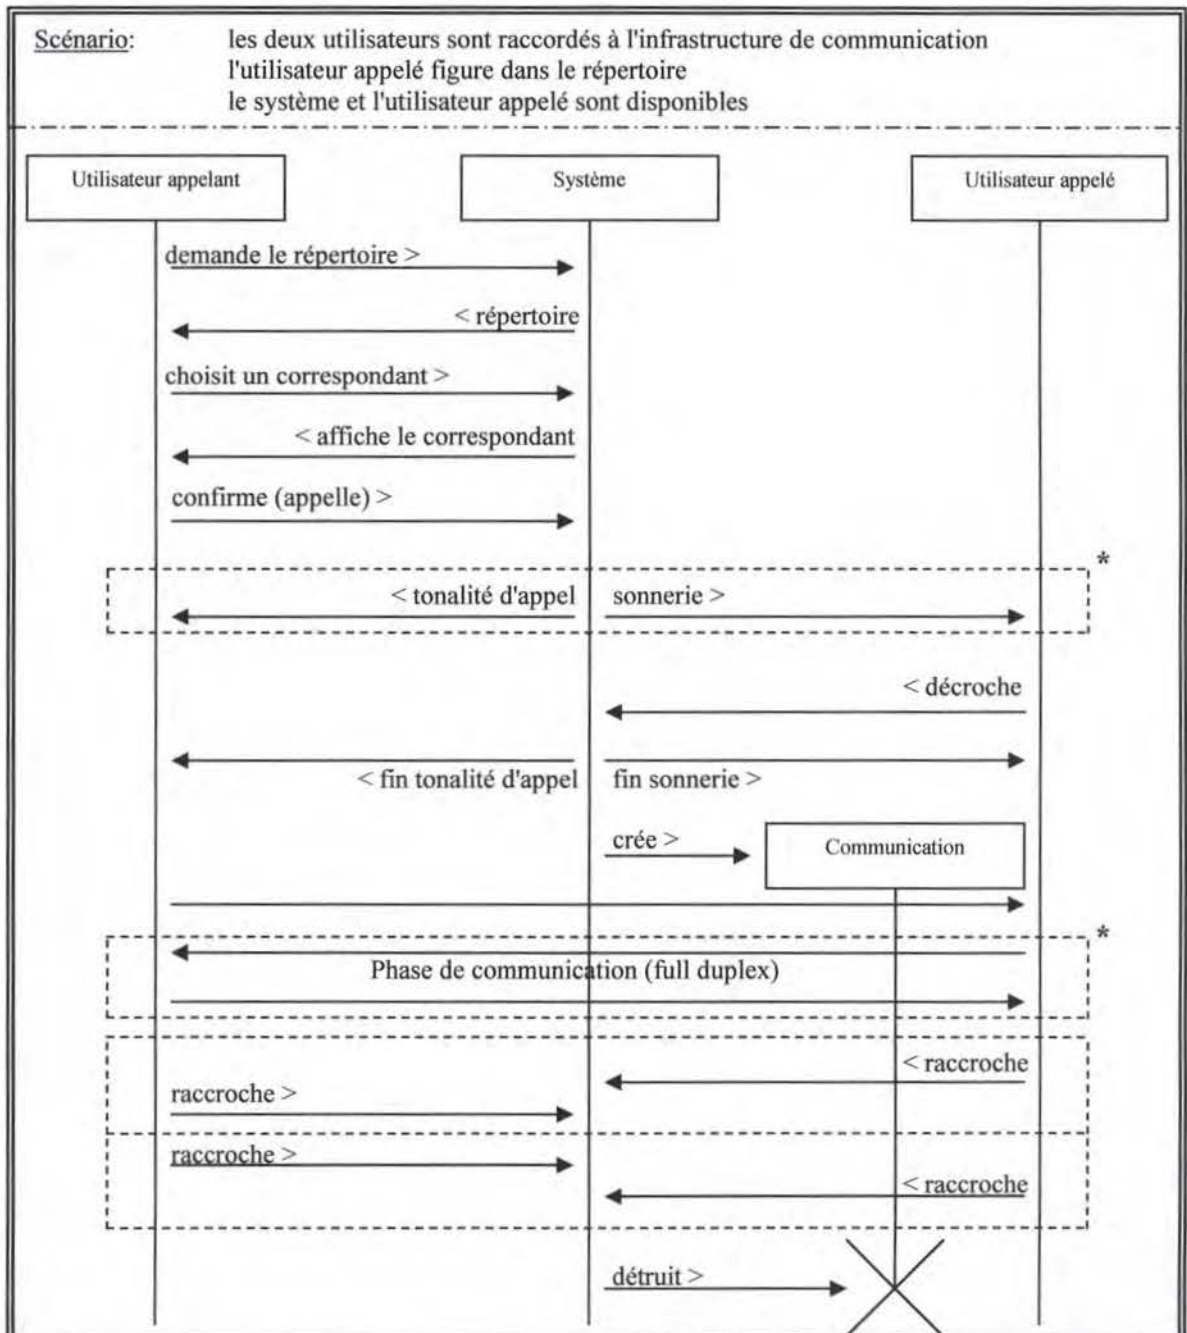 Scénario: les deux utilisateurs sont raccordés à l'infrastructure de communication
l'utilisateur appelé figure dans le répertoire
le système et l'utilisateur appelé sont disponibles
Utilisateur appelant Système Utilisateur appelé
demande le répertoire >
< répertoire
choisit un correspondant >
< affiche le correspondant
confirme (appelle) >
*
< tonalité d'appel sonnerie >
< décroche
< fin tonalité d'appel fin sonnerie >
crée > Communication
*
Phase de communication (full duplex)
< raccroche
raccroche >
raccroche >
< raccroche
détruit >